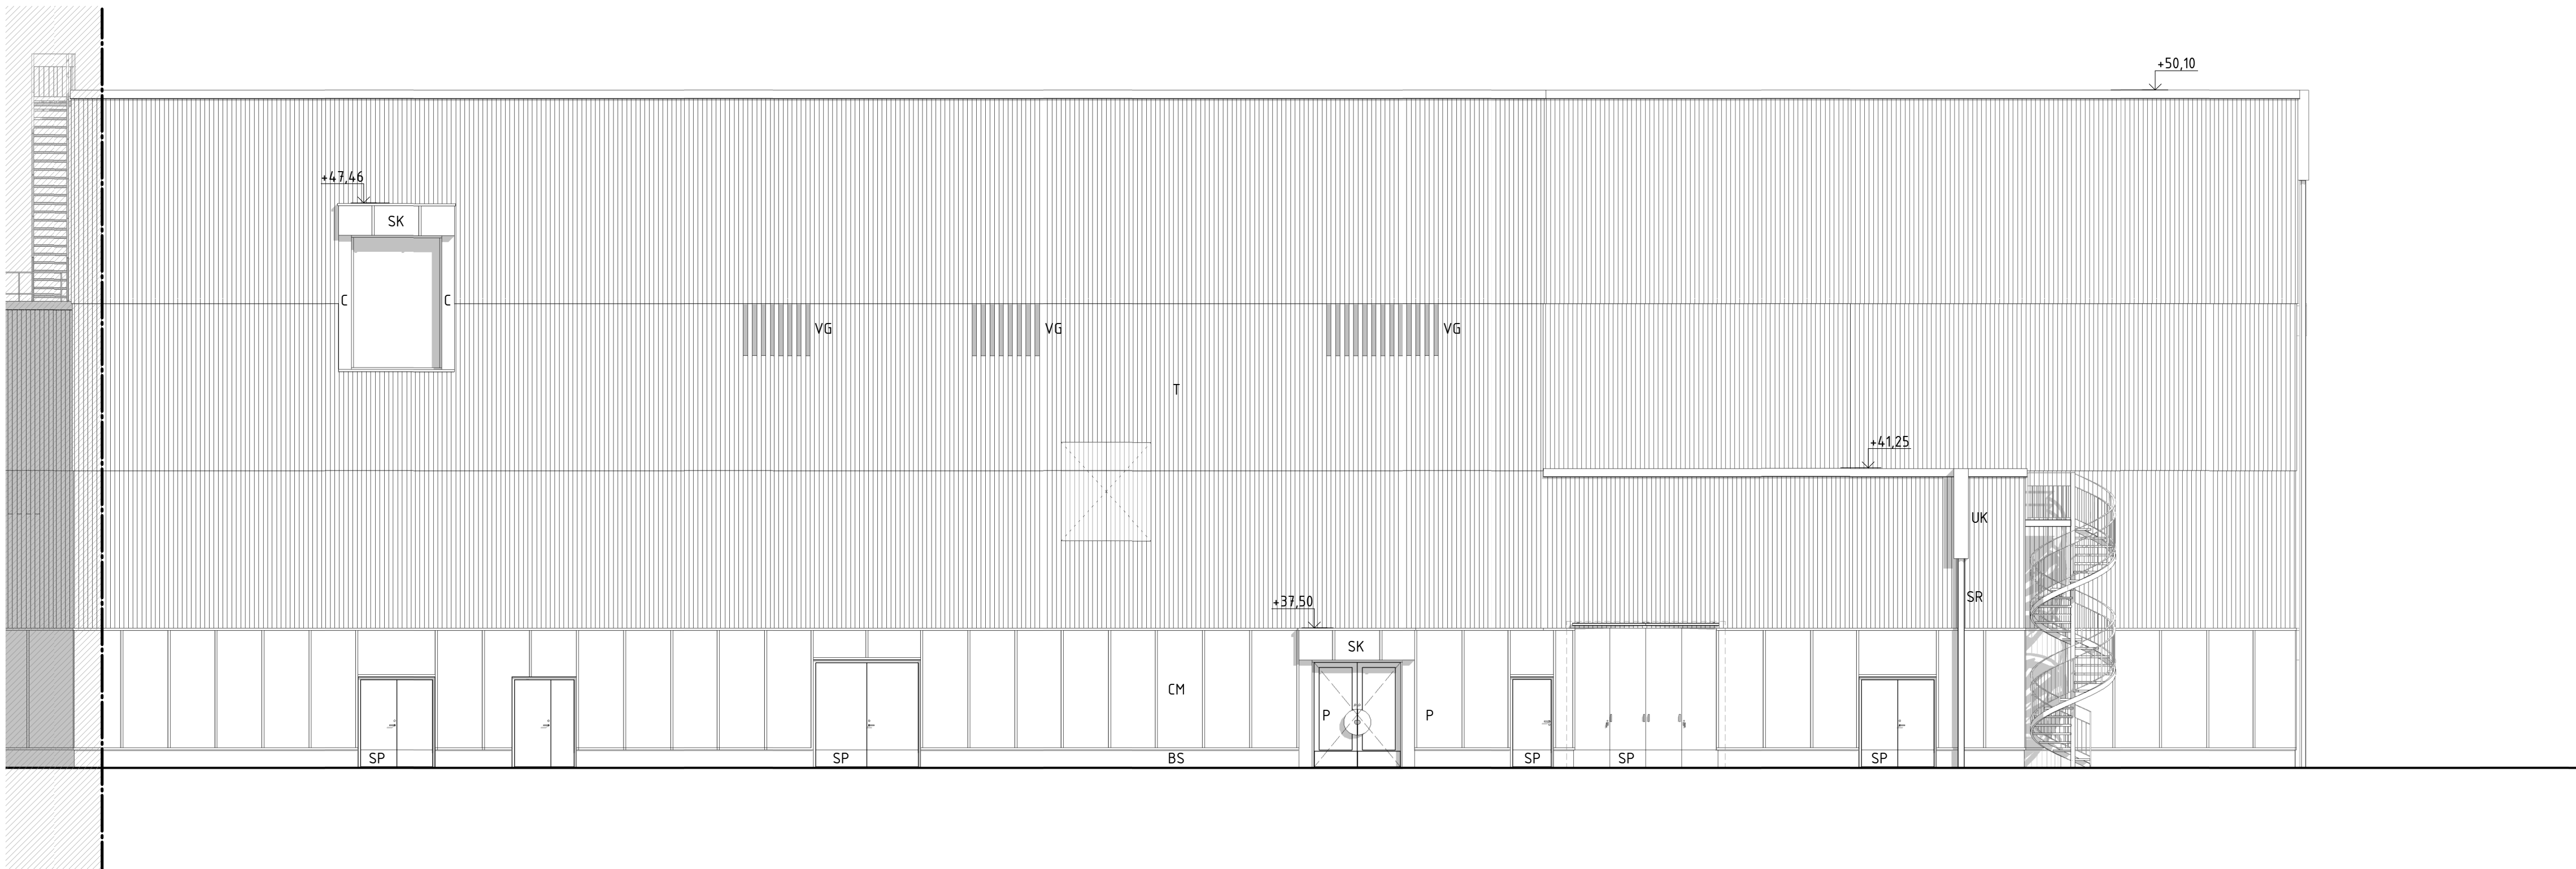 +50,10
+47,46
SK
C
C
VG
VG
VG
T
+41,25
UK
SR
+37,50
SK
CM
P
P
SP
SP
BS
SP
SP
SP